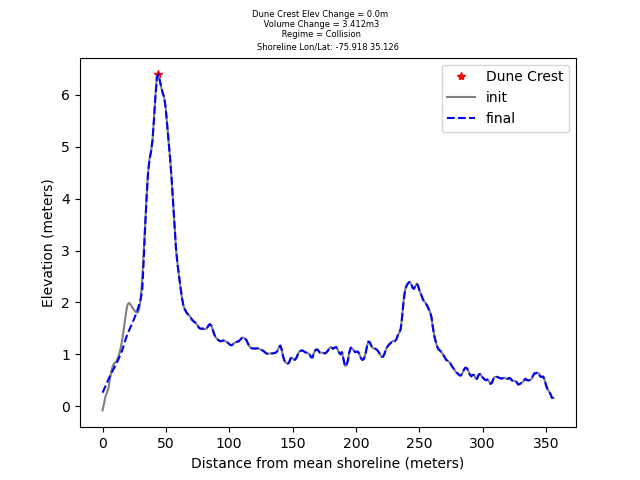 Dune Crest Elev Change = 0.0m
Volume Change = 3.412m3
Regime = Collision
Shoreline Lon/Lat: -75.918 35.126
Dune Crest
init
final
Elevation (meters)
6
5
4
3
2
1
0
0 50 100 150 200 250 300 350
Distance from mean shoreline (meters)